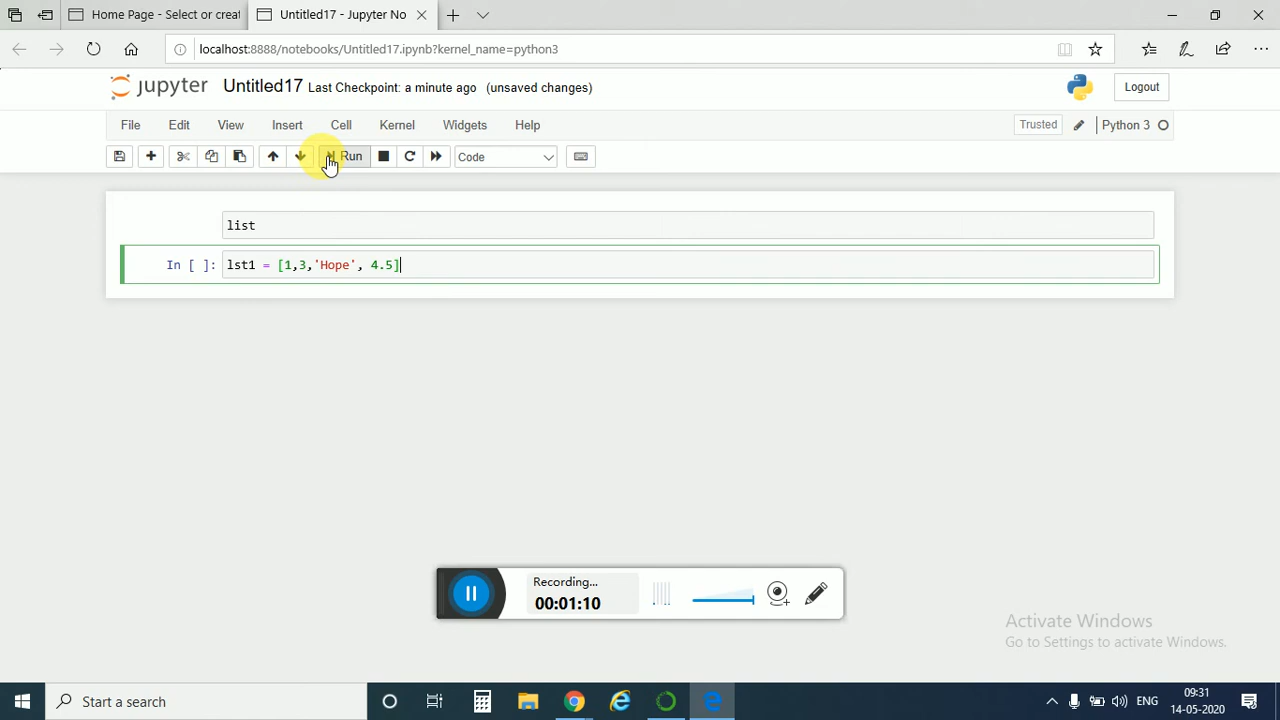 Home Page - Select or creat
Untitled17 - Jupyter No
localhost:8888/notebooks/Untitled17.ipynb?kernel_name=python3
jupyter Untitled17 Last Checkpoint: a minute ago (unsaved changes)
Logout
File Edit View Insert Cell Kernel Widgets Help
Trusted Python 3
Run Code
list
In [ ]: lst1 = [1,3,'Hope', 4.5]
Recording...
00:01:10
Activate Windows
Go to Settings to activate Windows.
Start a search
ENG
09:31
14-05-2020